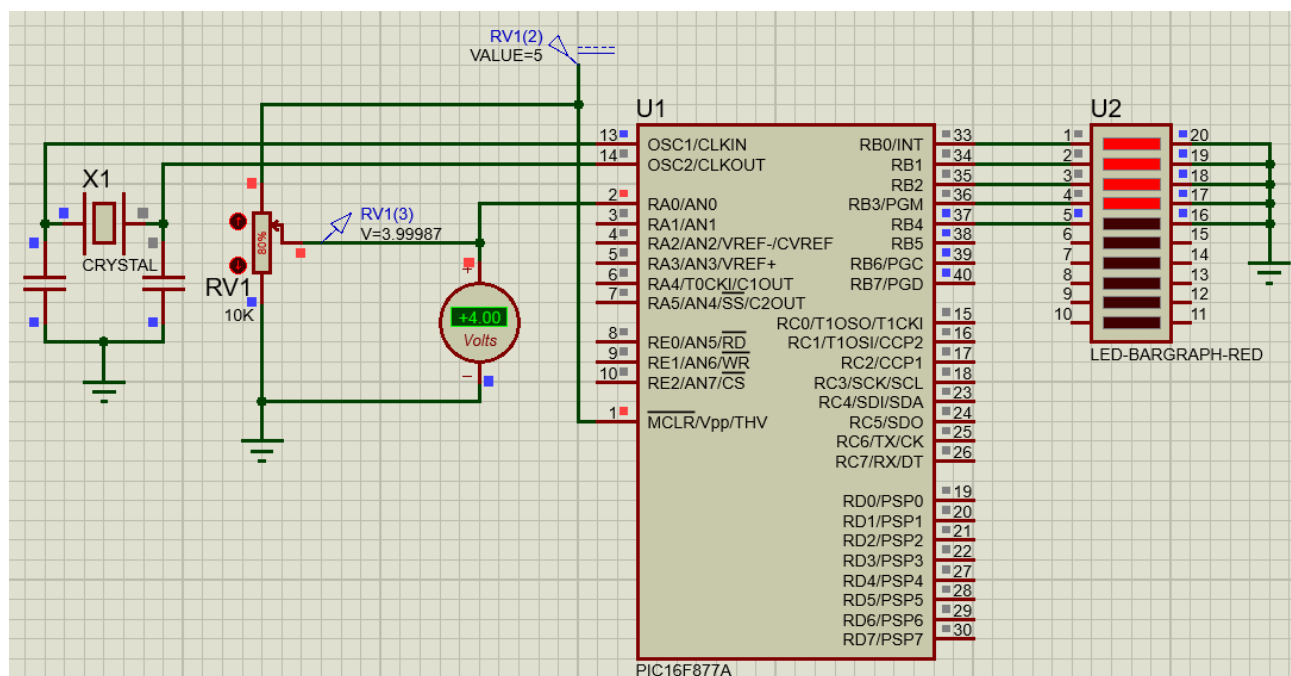 RV1(2)
VALUE=5
X1
CRYSTAL
80%
RV1
10K
RV1(3)
V=3.99987
+
+4.00
Volts
−
U1
13 OSC1/CLKIN
14 OSC2/CLKOUT
2 RA0/AN0
3 RA1/AN1
4 RA2/AN2/VREF-/CVREF
5 RA3/AN3/VREF+
6 RA4/T0CKI/C1OUT
7 RA5/AN4/SS/C2OUT
8 RE0/AN5/RD
9 RE1/AN6/WR
10 RE2/AN7/CS
1 MCLR/Vpp/THV
RB0/INT 33
RB1 34
RB2 35
RB3/PGM 36
RB4 37
RB5 38
RB6/PGC 39
RB7/PGD 40
RC0/T1OSO/T1CKI 15
RC1/T1OSI/CCP2 16
RC2/CCP1 17
RC3/SCK/SCL 18
RC4/SDI/SDA 23
RC5/SDO 24
RC6/TX/CK 25
RC7/RX/DT 26
RD0/PSP0 19
RD1/PSP1 20
RD2/PSP2 21
RD3/PSP3 22
RD4/PSP4 27
RD5/PSP5 28
RD6/PSP6 29
RD7/PSP7 30
PIC16F877A
U2
1 20
2 19
3 18
4 17
5 16
6 15
7 14
8 13
9 12
10 11
LED-BARGRAPH-RED